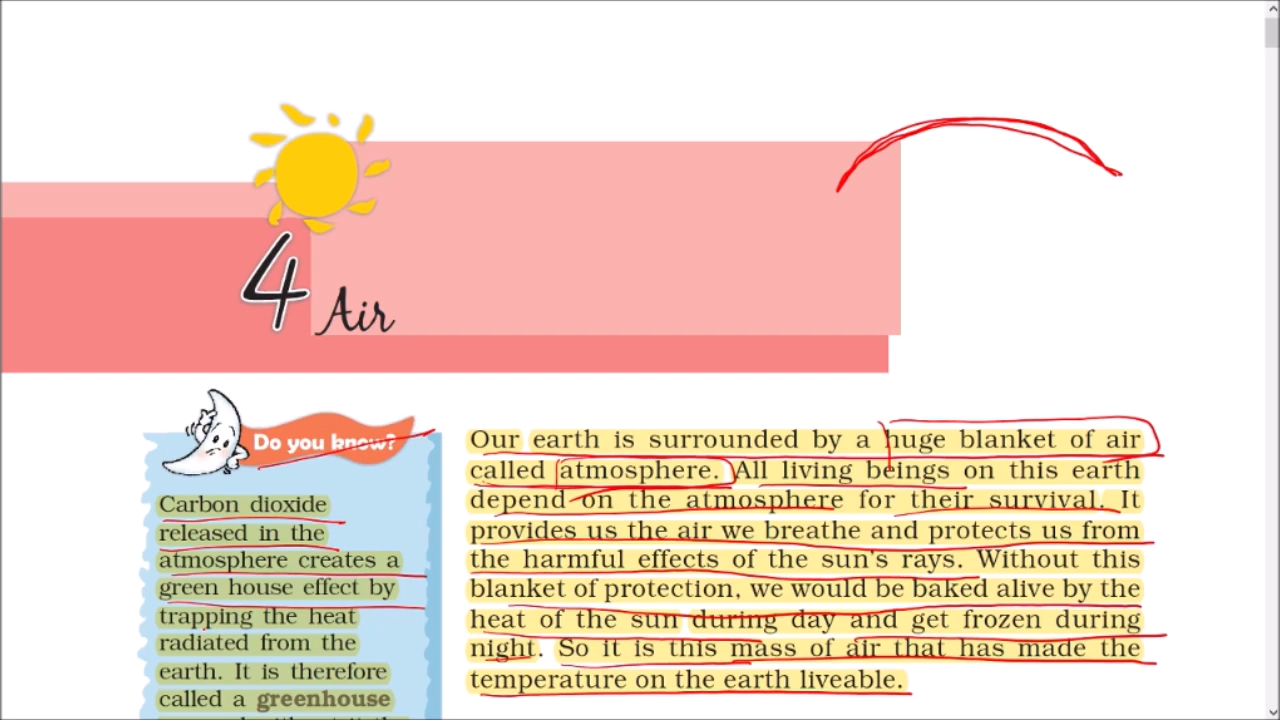 4 Air
Do you know?
Carbon dioxide
released in the
atmosphere creates a
green house effect by
trapping the heat
radiated from the
earth. It is therefore
called a greenhouse
Our earth is surrounded by a huge blanket of air
called atmosphere. All living beings on this earth
depend on the atmosphere for their survival. It
provides us the air we breathe and protects us from
the harmful effects of the sun's rays. Without this
blanket of protection, we would be baked alive by the
heat of the sun during day and get frozen during
night. So it is this mass of air that has made the
temperature on the earth liveable.